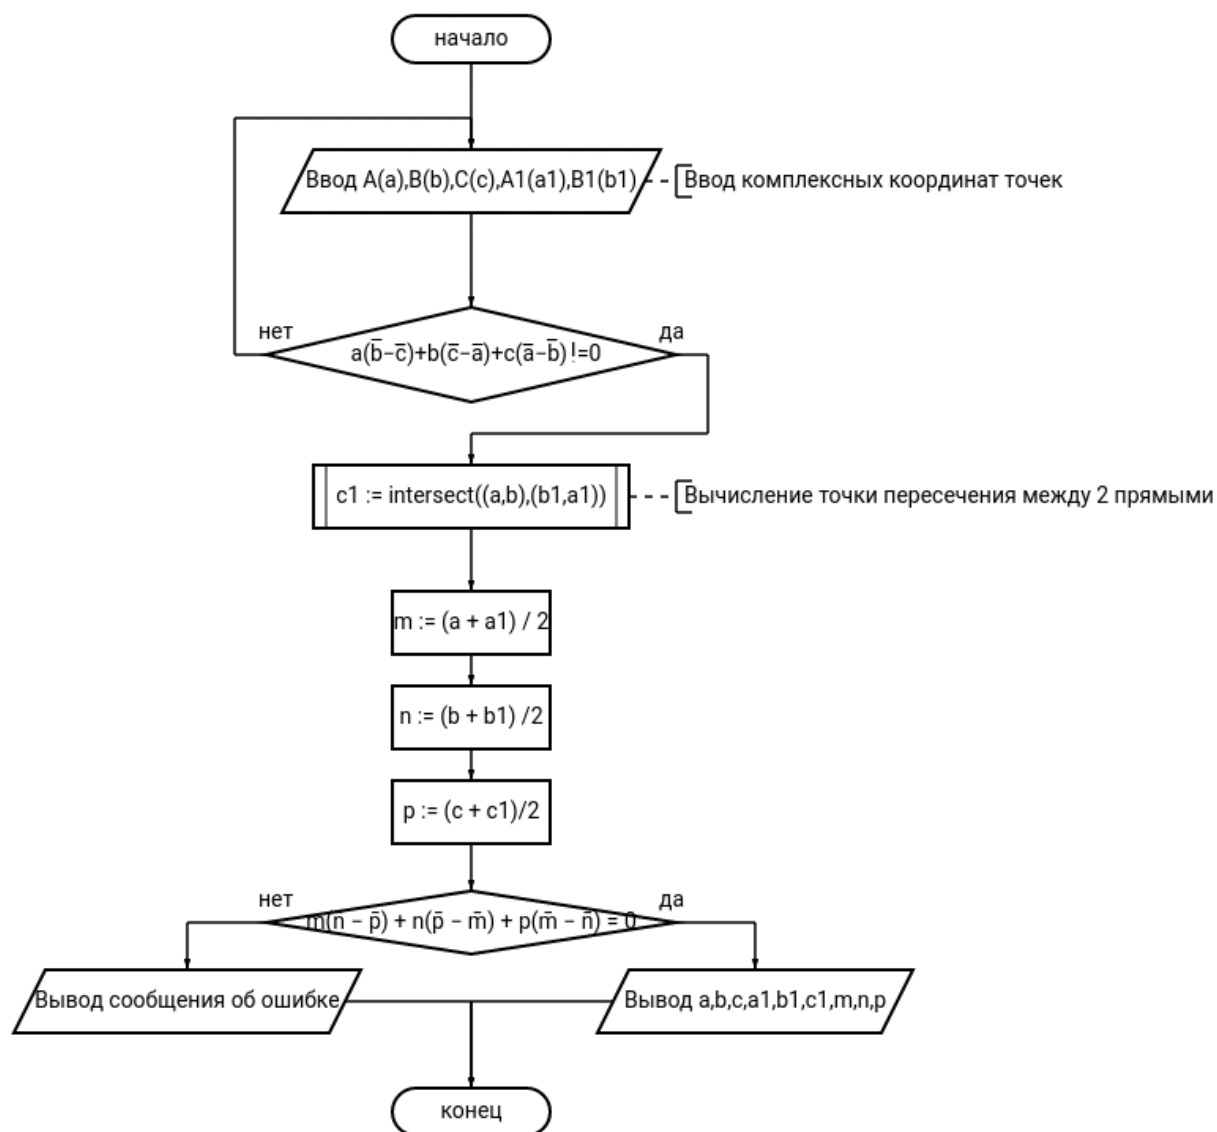 начало
Ввод A(a),B(b),C(c),A1(a1),B1(b1)
Ввод комплексных координат точек
нет
да
a(b̄−c̄)+b(c̄−ā)+c(ā−b̄)!=0
c1 := intersect((a,b),(b1,a1))
Вычисление точки пересечения между 2 прямыми
m := (a + a1) / 2
n := (b + b1) /2
p := (c + c1)/2
нет
да
m(n̄ − p̄) + n(p̄ − m̄) + p(m̄ − n̄) = 0
Вывод сообщения об ошибке
Вывод a,b,c,a1,b1,c1,m,n,p
конец